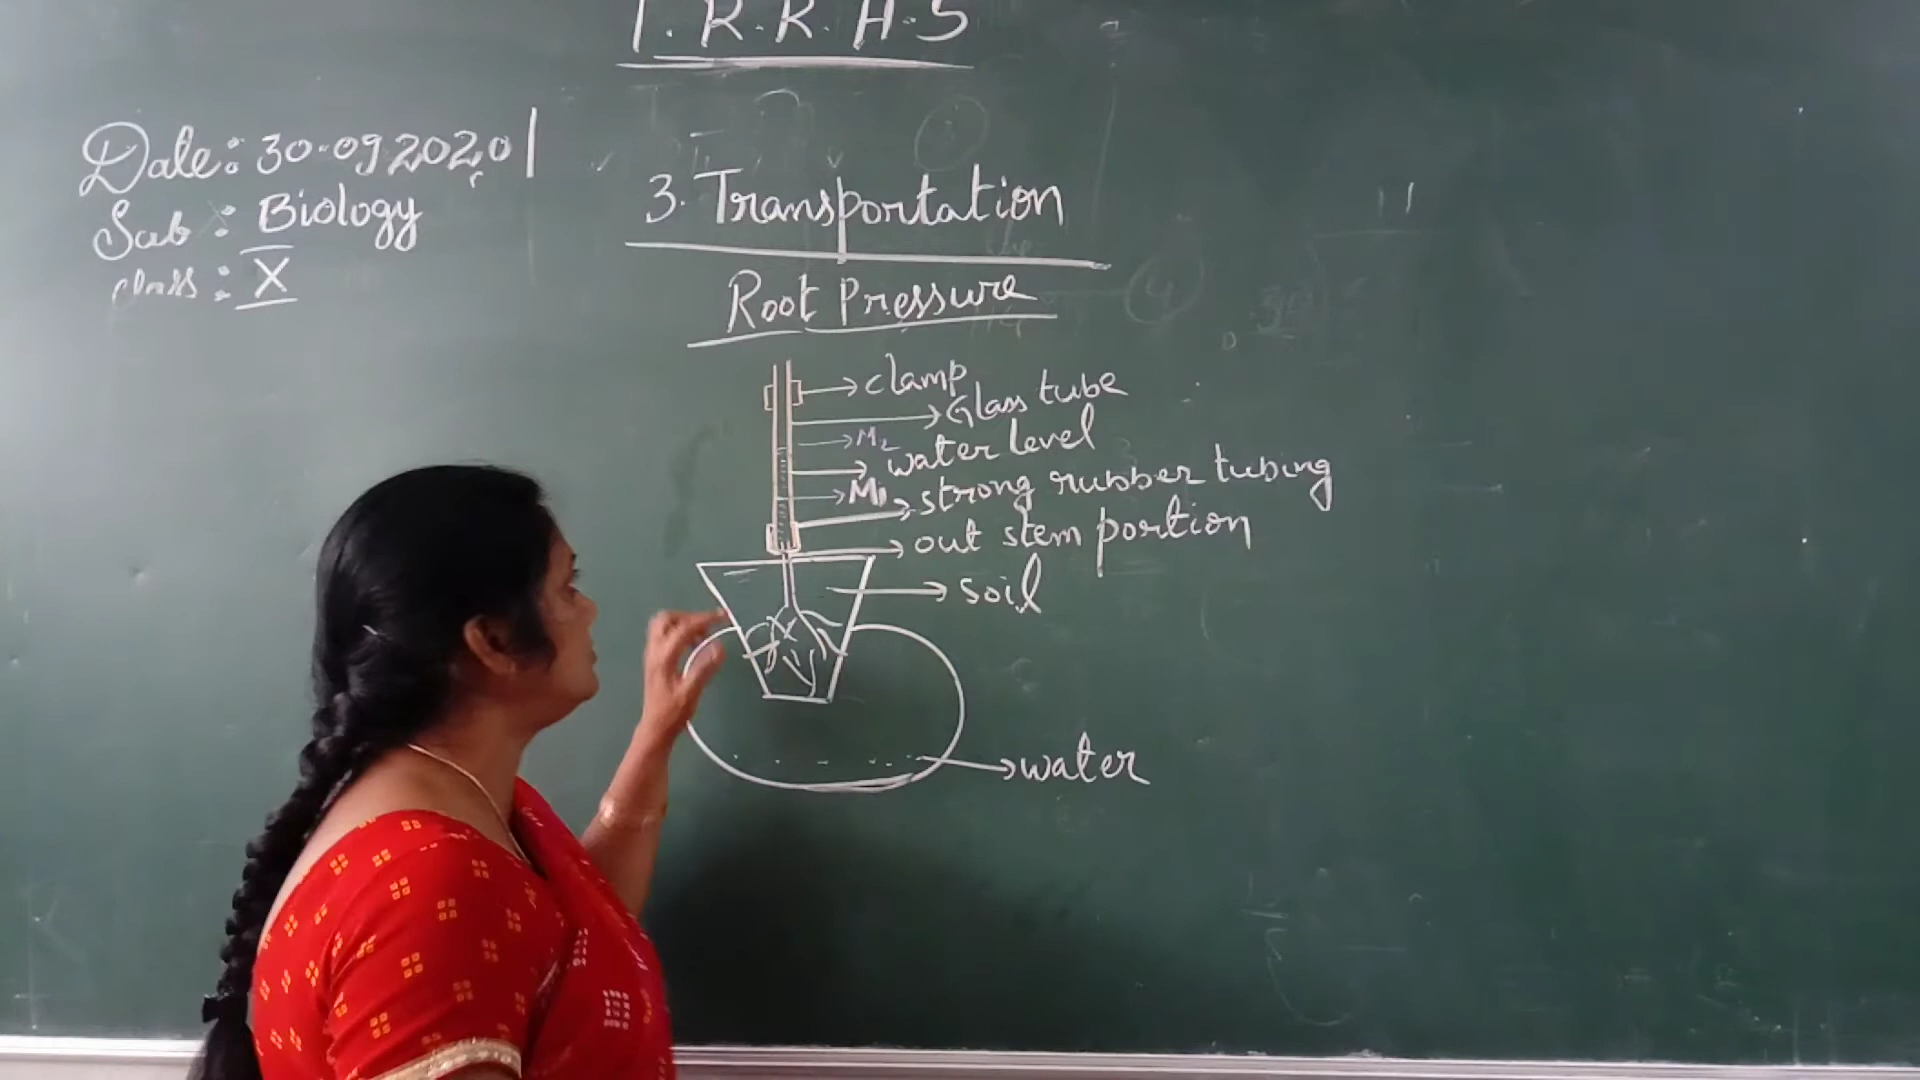 T.R.R.H.S
Date: 30.09 2020
Sub: Biology
class: X
3. Transportation
Root Pressure
clamp
Glass tube
M2
water level
M1
strong rubber tubing
out stem portion
soil
water